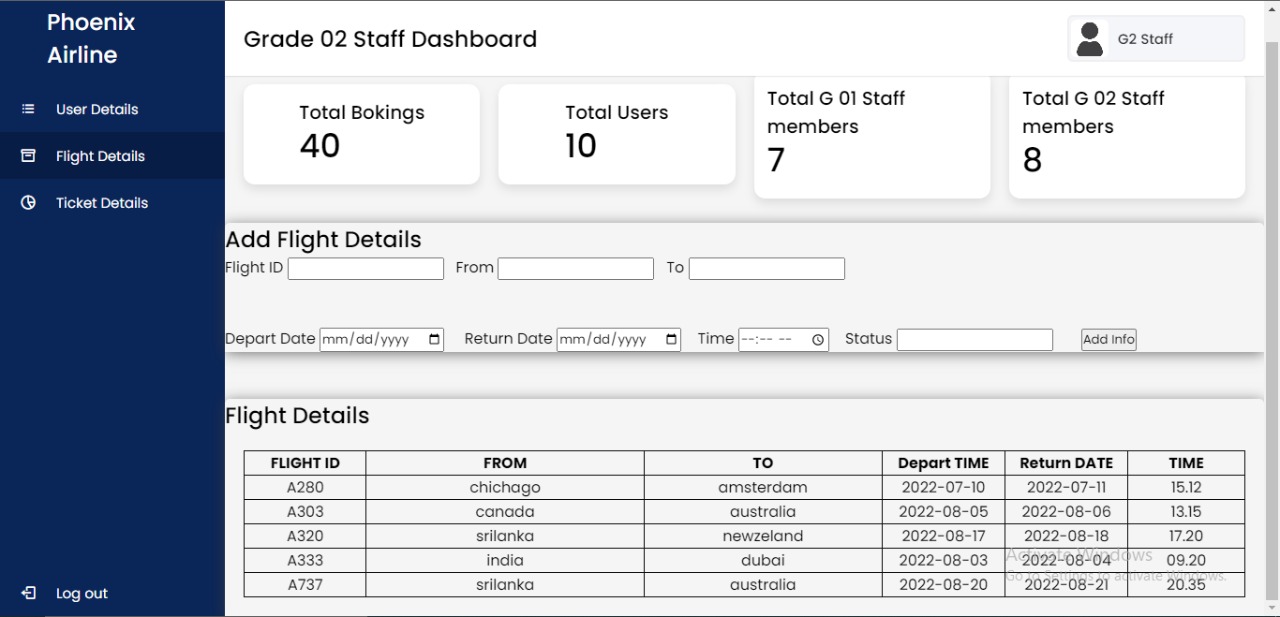 Phoenix
Airline
User Details
Flight Details
Ticket Details
Log out
Grade 02 Staff Dashboard
G2 Staff
Total Bokings
40
Total Users
10
Total G 01 Staff
members
7
Total G 02 Staff
members
8
Add Flight Details
Flight ID From To
Depart Date mm/dd/yyyy Return Date mm/dd/yyyy Time --:-- -- Status Add Info
Flight Details
FLIGHT ID FROM TO Depart TIME Return DATE TIME
A280 chichago amsterdam 2022-07-10 2022-07-11 15.12
A303 canada australia 2022-08-05 2022-08-06 13.15
A320 srilanka newzeland 2022-08-17 2022-08-18 17.20
A333 india dubai 2022-08-03 2022-08-04 09.20
A737 srilanka australia 2022-08-20 2022-08-21 20.35
Activate Windows
Go to Settings to activate Windows.